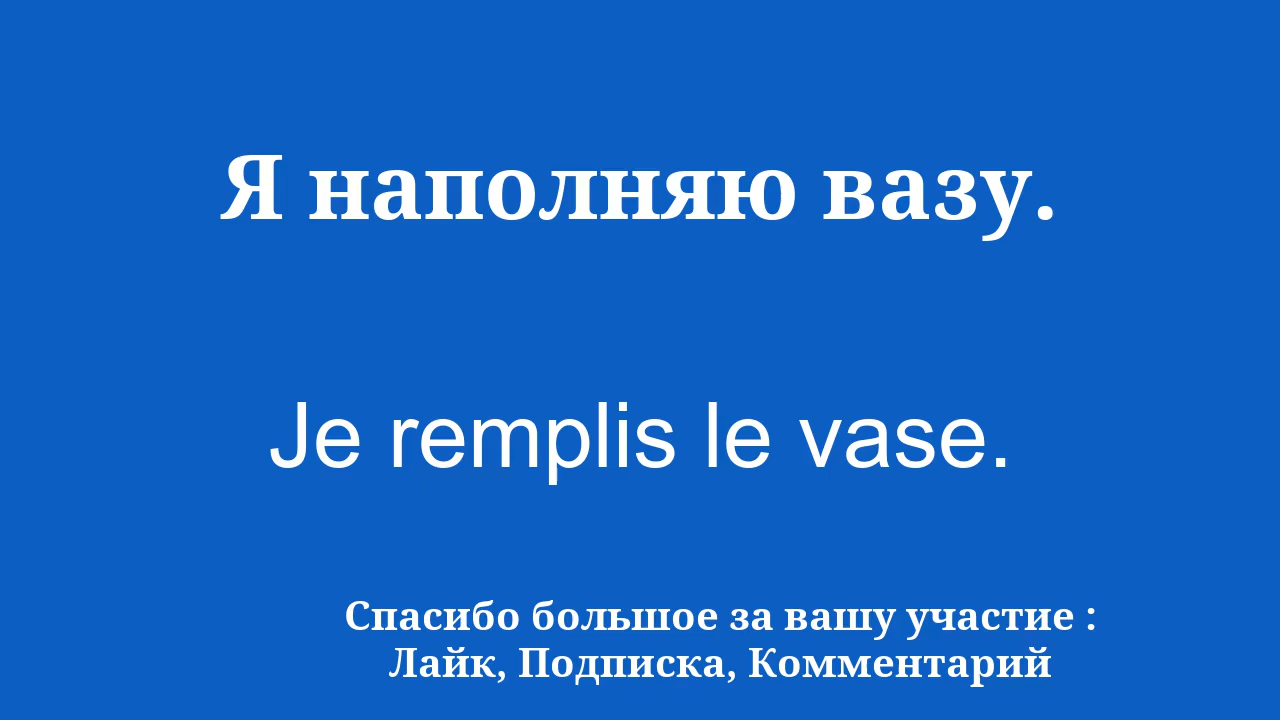 Я наполняю вазу.
Je remplis le vase.
Спасибо большое за вашу участие :
Лайк, Подписка, Комментарий